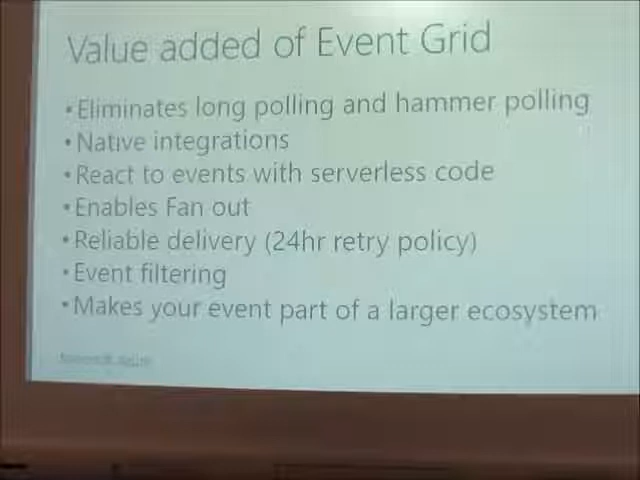 Value added of Event Grid
• Eliminates long polling and hammer polling
• Native integrations
• React to events with serverless code
• Enables Fan out
• Reliable delivery (24hr retry policy)
• Event filtering
• Makes your event part of a larger ecosystem